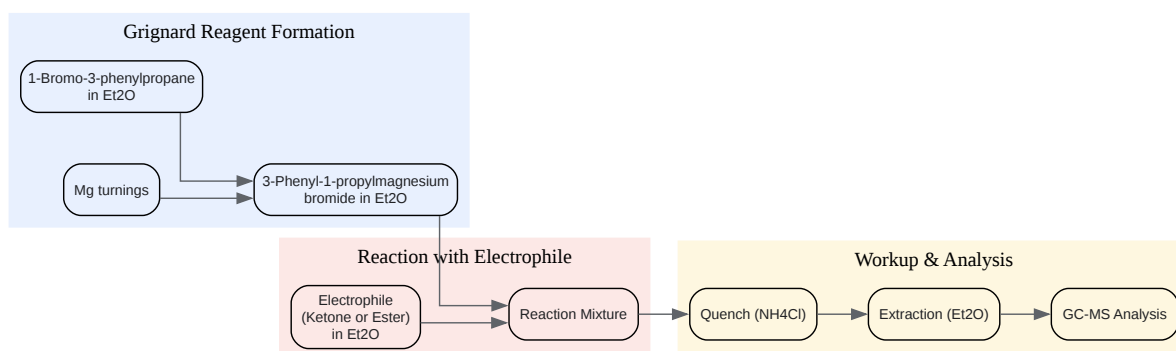 Grignard Reagent Formation
1-Bromo-3-phenylpropane
in Et2O
Mg turnings
3-Phenyl-1-propylmagnesium
bromide in Et2O
Reaction with Electrophile
Electrophile
(Ketone or Ester)
in Et2O
Reaction Mixture
Workup & Analysis
Quench (NH4Cl)
Extraction (Et2O)
GC-MS Analysis